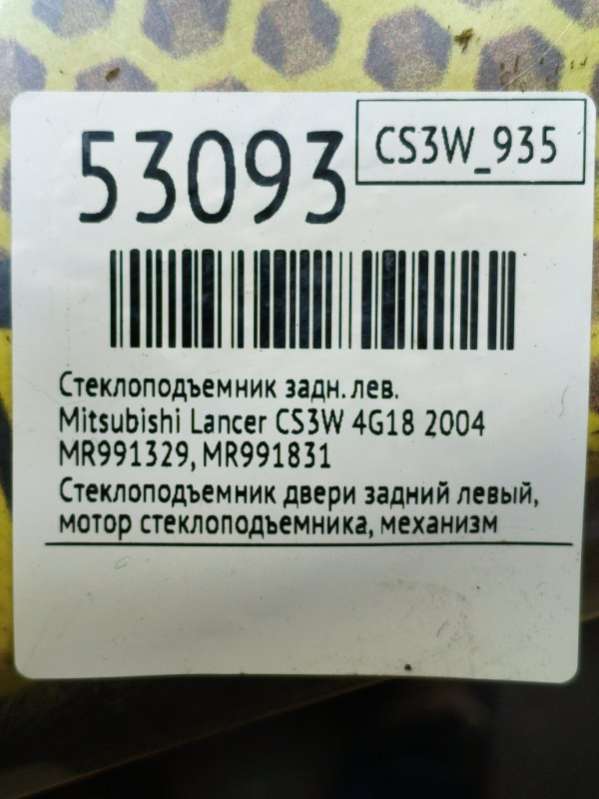 53093
CS3W_935
Стеклоподъемник задн. лев.
Mitsubishi Lancer CS3W 4G18 2004
MR991329, MR991831
Стеклоподъемник двери задний левый,
мотор стеклоподъемника, механизм